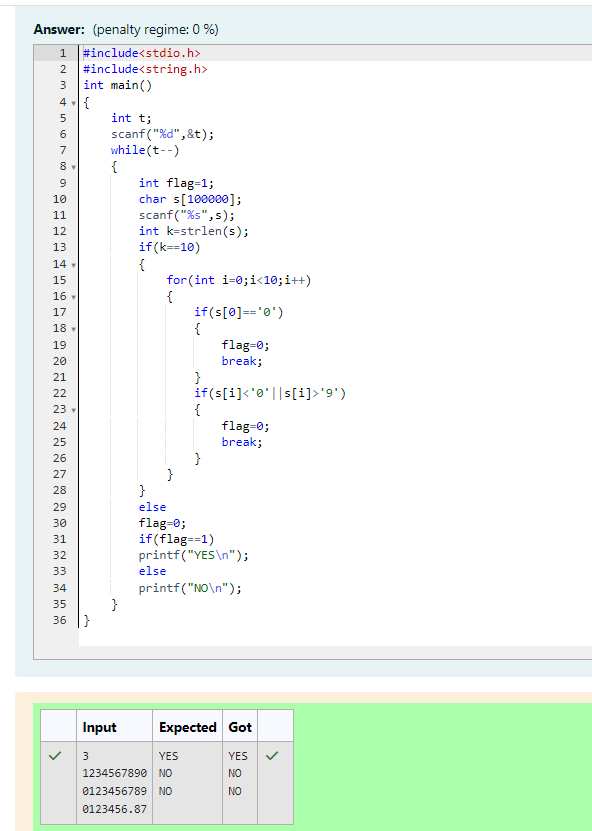 Answer: (penalty regime: 0 %)
1 #include<stdio.h>
2 #include<string.h>
3 int main()
4 {
5     int t;
6     scanf("%d",&t);
7     while(t--)
8     {
9         int flag=1;
10         char s[100000];
11         scanf("%s",s);
12         int k=strlen(s);
13         if(k==10)
14         {
15             for(int i=0;i<10;i++)
16             {
17                 if(s[0]=='0')
18                 {
19                     flag=0;
20                     break;
21                 }
22                 if(s[i]<'0'||s[i]>'9')
23                 {
24                     flag=0;
25                     break;
26                 }
27             }
28         }
29         else
30         flag=0;
31         if(flag==1)
32         printf("YES\n");
33         else
34         printf("NO\n");
35     }
36 }
Input Expected Got
3 YES YES
1234567890 NO NO
0123456789 NO NO
0123456.87